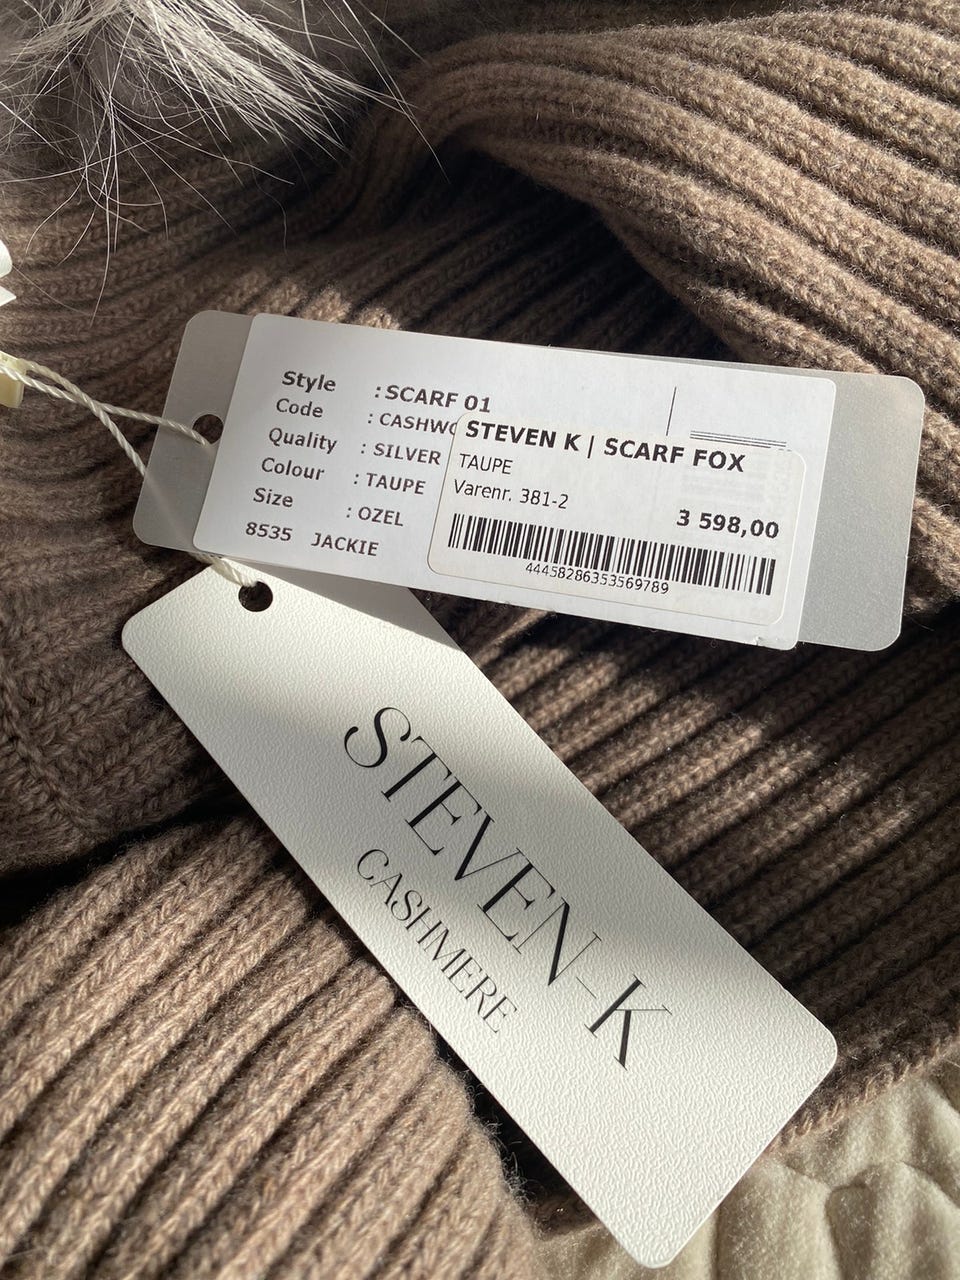 Style : SCARF 01
Code : CASHWO
Quality : SILVER
Colour : TAUPE
Size : OZEL
8535 JACKIE
STEVEN K | SCARF FOX
TAUPE
Varenr. 381-2
3 598,00
44458286353569789
STEVEN-K
CASHMERE